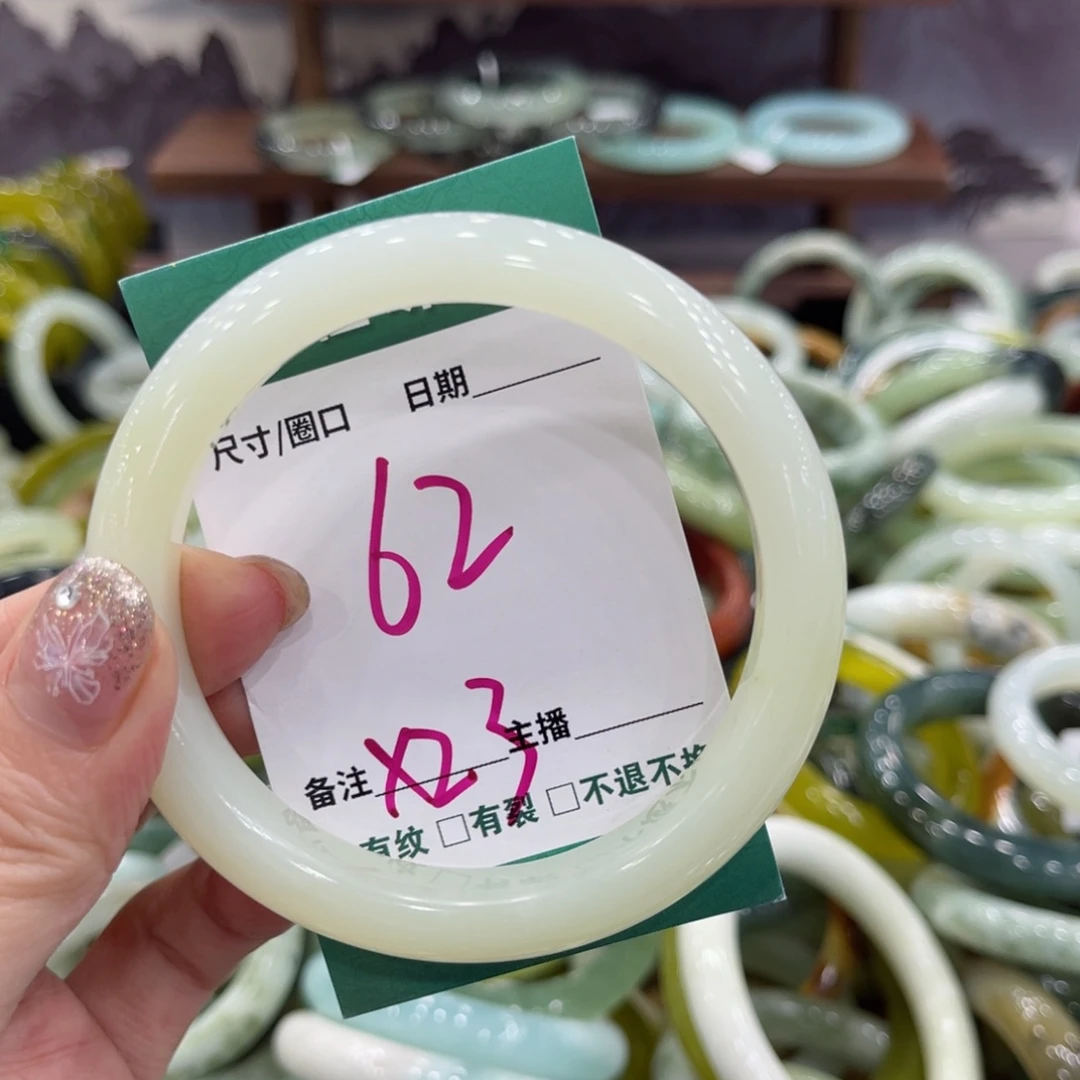 尺寸/圈口
日期
62
备注 X23
主播
有纹 □有裂 □不退不换